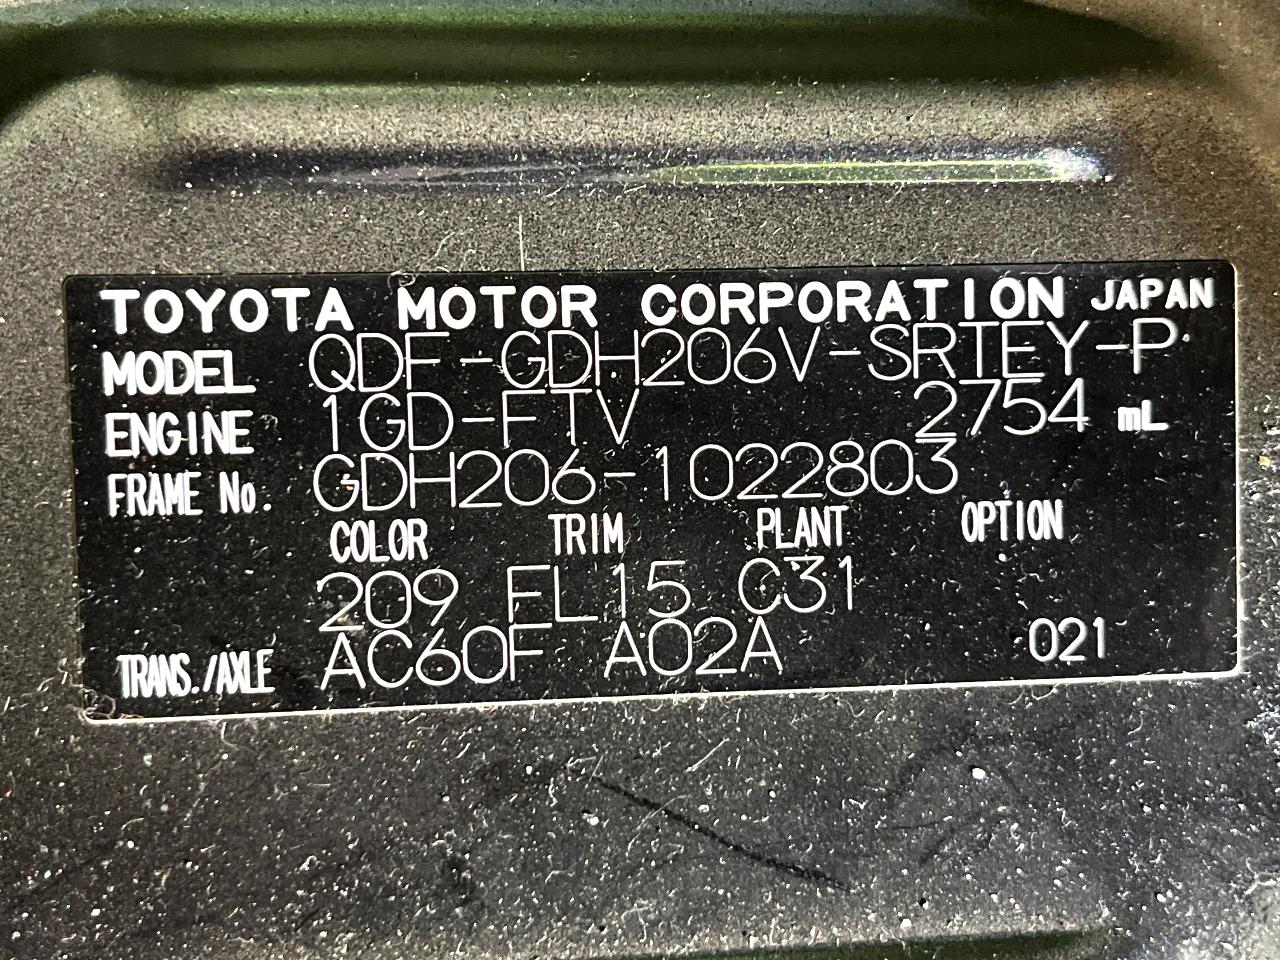 TOYOTA MOTOR CORPORATION JAPAN
MODEL QDF-GDH206V-SRTEY-P
ENGINE 1GD-FTV 2754 mL
FRAME No. GDH206-1022803
COLOR TRIM PLANT OPTION
209 FL15 C31
TRANS./AXLE AC60F A02A 021